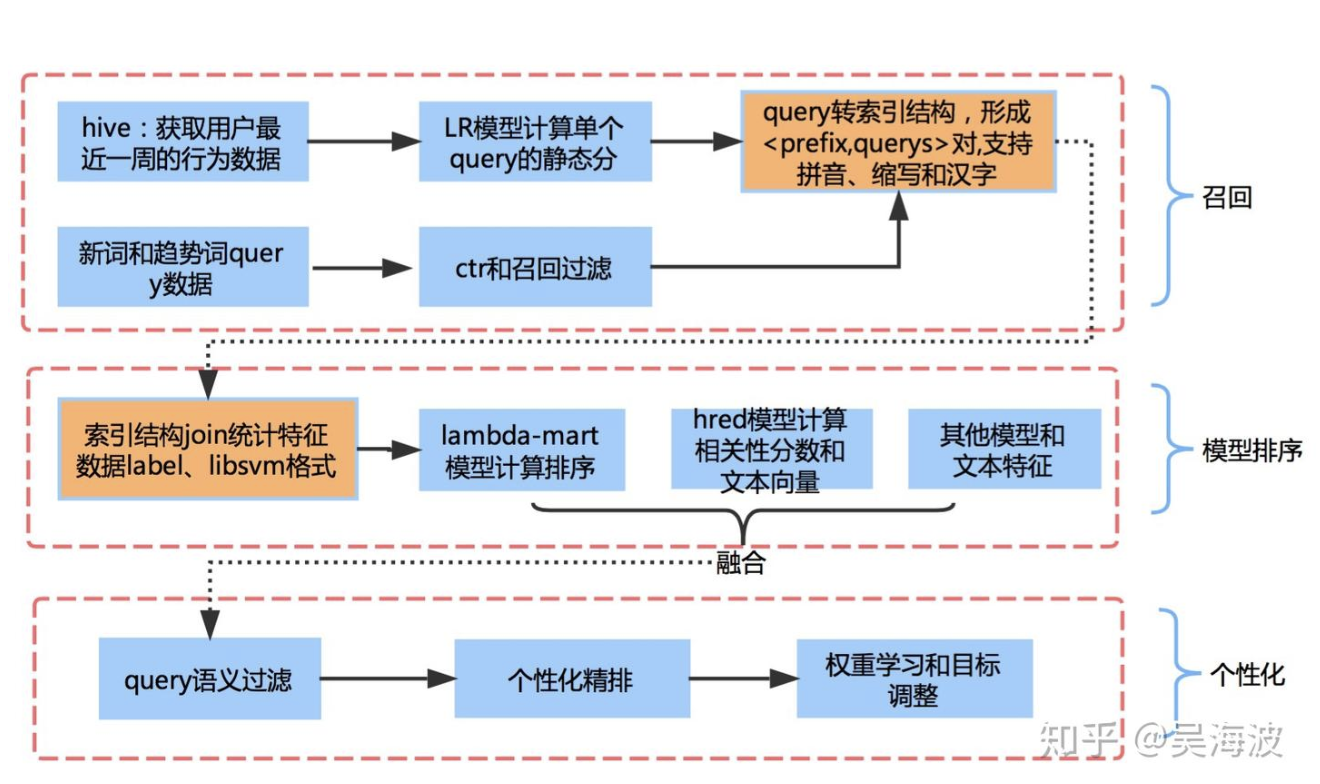 hive：获取用户最
近一周的行为数据
LR模型计算单个
query的静态分
query转索引结构，形成
<prefix,querys>对,支持
拼音、缩写和汉字
召回
新词和趋势词quer
y数据
ctr和召回过滤
索引结构join统计特征
数据label、libsvm格式
lambda-mart
模型计算排序
hred模型计算
相关性分数和
文本向量
其他模型和
文本特征
模型排序
融合
query语义过滤
个性化精排
权重学习和目标
调整
个性化
知乎 @吴海波